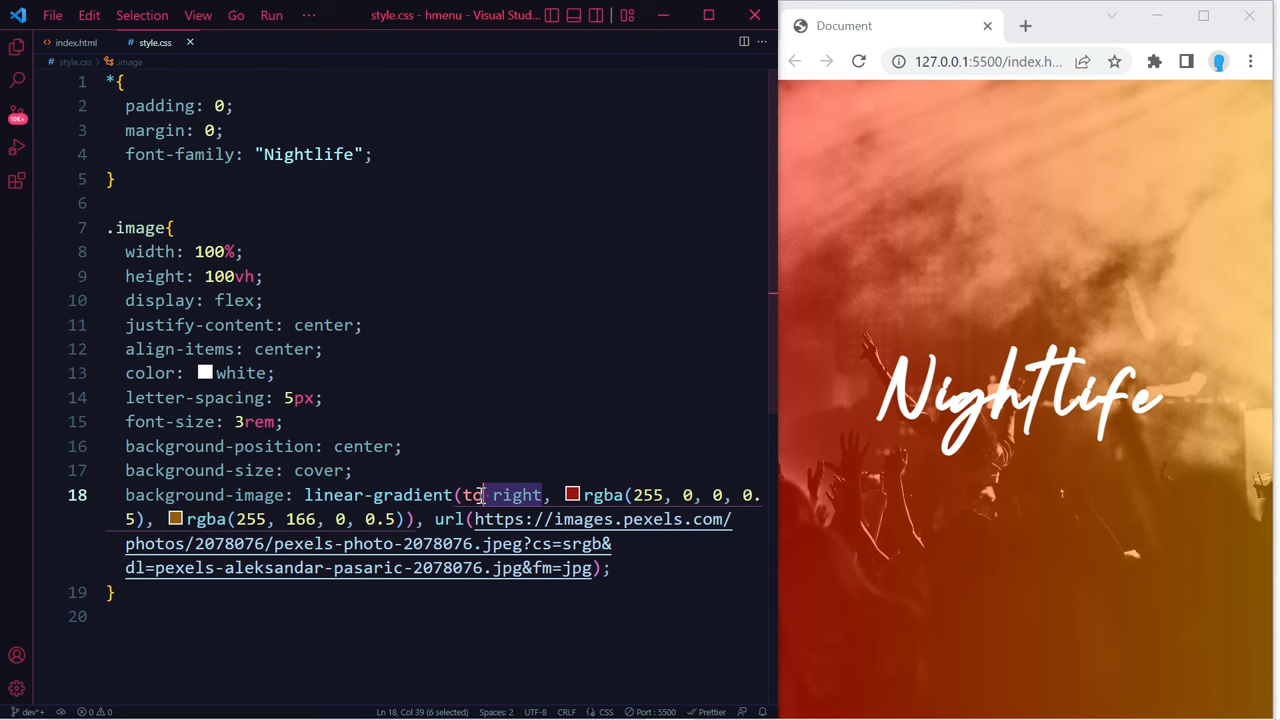 File Edit Selection View Go Run ··· style.css - hmenu - Visual Stud...
index.html # style.css
# style.css > .image
1 *{
2 padding: 0;
3 margin: 0;
4 font-family: "Nightlife";
5 }
6
7 .image{
8 width: 100%;
9 height: 100vh;
10 display: flex;
11 justify-content: center;
12 align-items: center;
13 color: white;
14 letter-spacing: 5px;
15 font-size: 3rem;
16 background-position: center;
17 background-size: cover;
18 background-image: linear-gradient(to right, rgba(255, 0, 0, 0.
5), rgba(255, 166, 0, 0.5)), url(https://images.pexels.com/
photos/2078076/pexels-photo-2078076.jpeg?cs=srgb&
dl=pexels-aleksandar-pasaric-2078076.jpg&fm=jpg);
19 }
20
10K+
dev*+ 0 0 Ln 18, Col 39 (6 selected) Spaces: 2 UTF-8 CRLF CSS Port : 5500 Prettier
Document
127.0.0.1:5500/index.h...
Nightlife